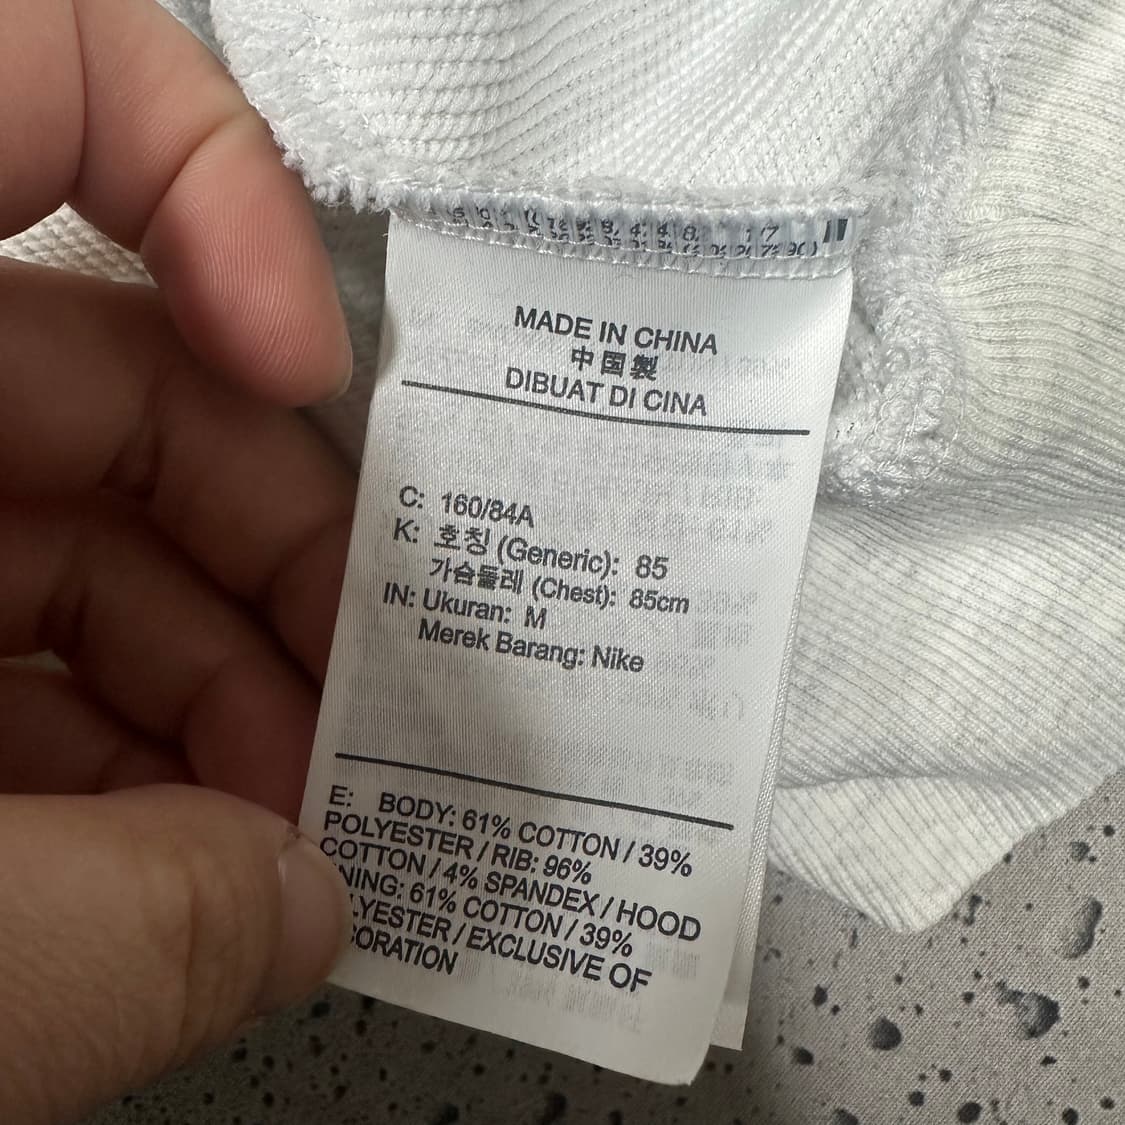 MADE IN CHINA
中国製
DIBUAT DI CINA
C: 160/84A
K: 호칭 (Generic): 85
가슴둘레 (Chest): 85cm
IN: Ukuran: M
Merek Barang: Nike
E: BODY: 61% COTTON / 39%
POLYESTER / RIB: 96%
COTTON / 4% SPANDEX / HOOD
NING: 61% COTTON / 39%
LYESTER / EXCLUSIVE OF
CORATION